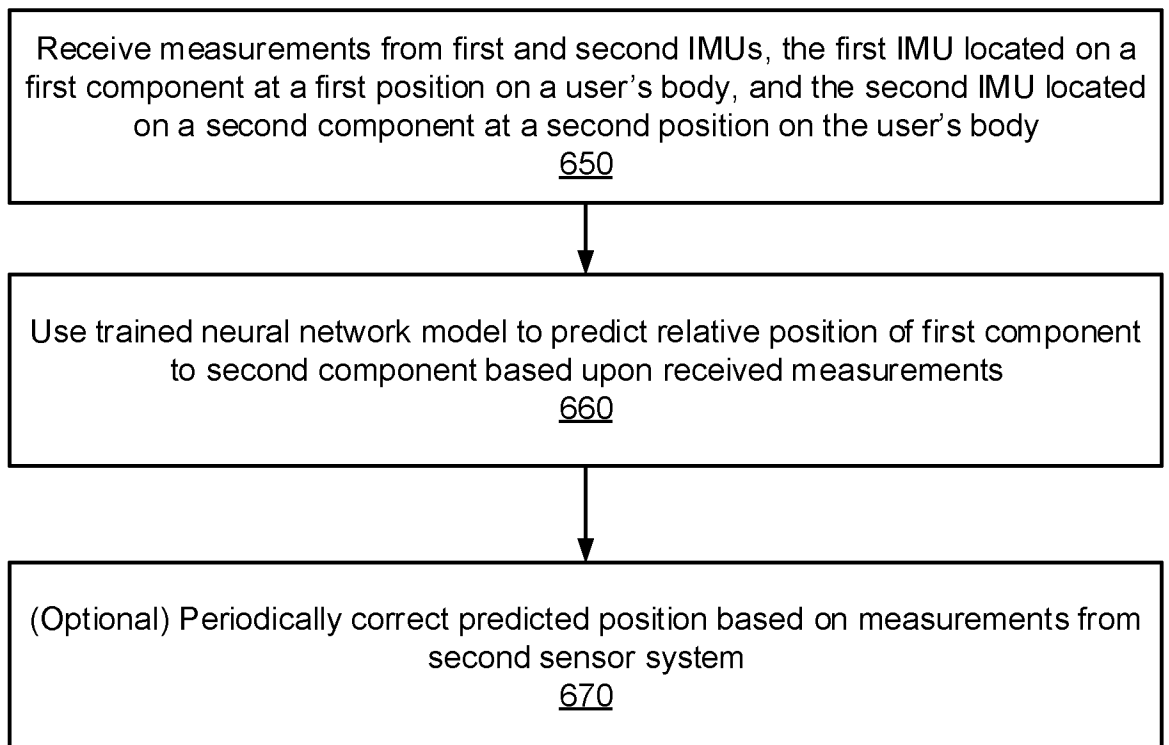 Receive measurements from first and second IMUs, the first IMU located on a
first component at a first position on a user’s body, and the second IMU located
on a second component at a second position on the user’s body
650
Use trained neural network model to predict relative position of first component
to second component based upon received measurements
660
(Optional) Periodically correct predicted position based on measurements from
second sensor system
670